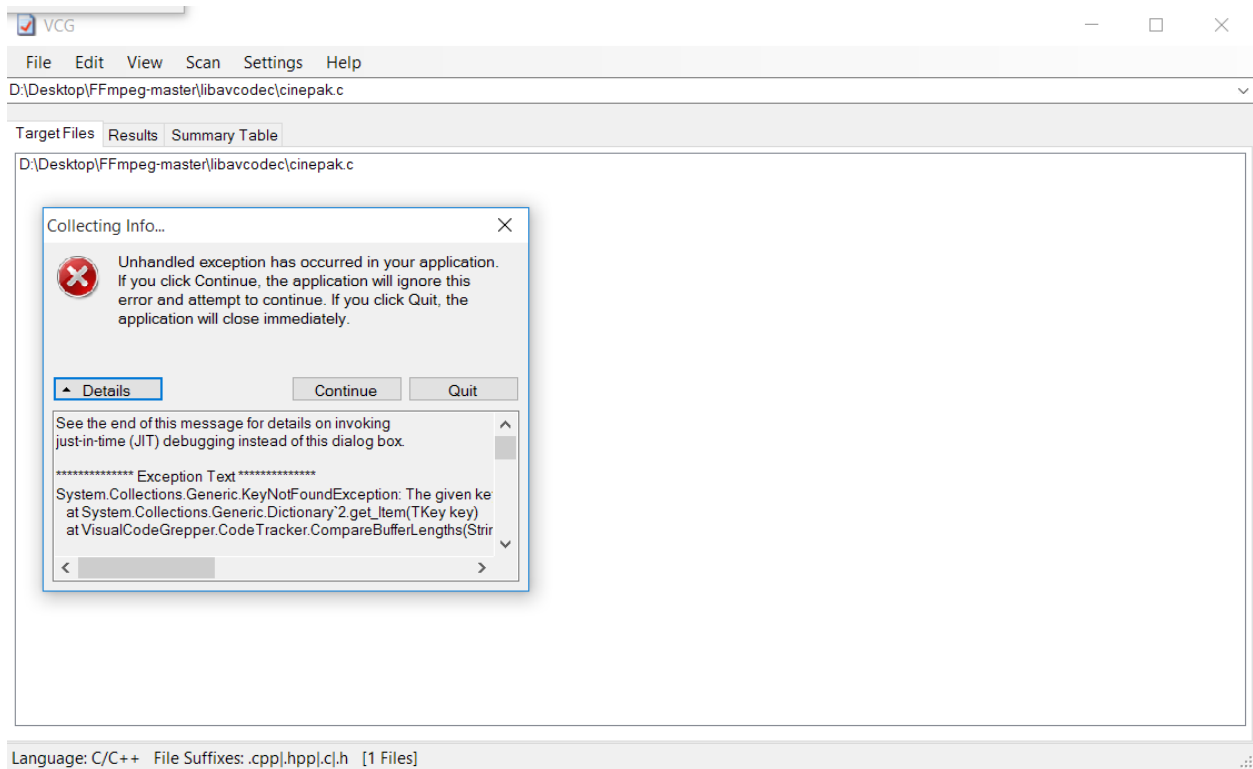 VCG
File Edit View Scan Settings Help
D:\Desktop\FFmpeg-master\libavcodec\cinepak.c
Target Files Results Summary Table
D:\Desktop\FFmpeg-master\libavcodec\cinepak.c
Collecting Info...
Unhandled exception has occurred in your application.
If you click Continue, the application will ignore this
error and attempt to continue. If you click Quit, the
application will close immediately.
Details Continue Quit
See the end of this message for details on invoking
just-in-time (JIT) debugging instead of this dialog box.
************** Exception Text **************
System.Collections.Generic.KeyNotFoundException: The given ke
at System.Collections.Generic.Dictionary`2.get_Item(TKey key)
at VisualCodeGrepper.CodeTracker.CompareBufferLengths(Strin
Language: C/C++ File Suffixes: .cpp|.hpp|.c|.h [1 Files]